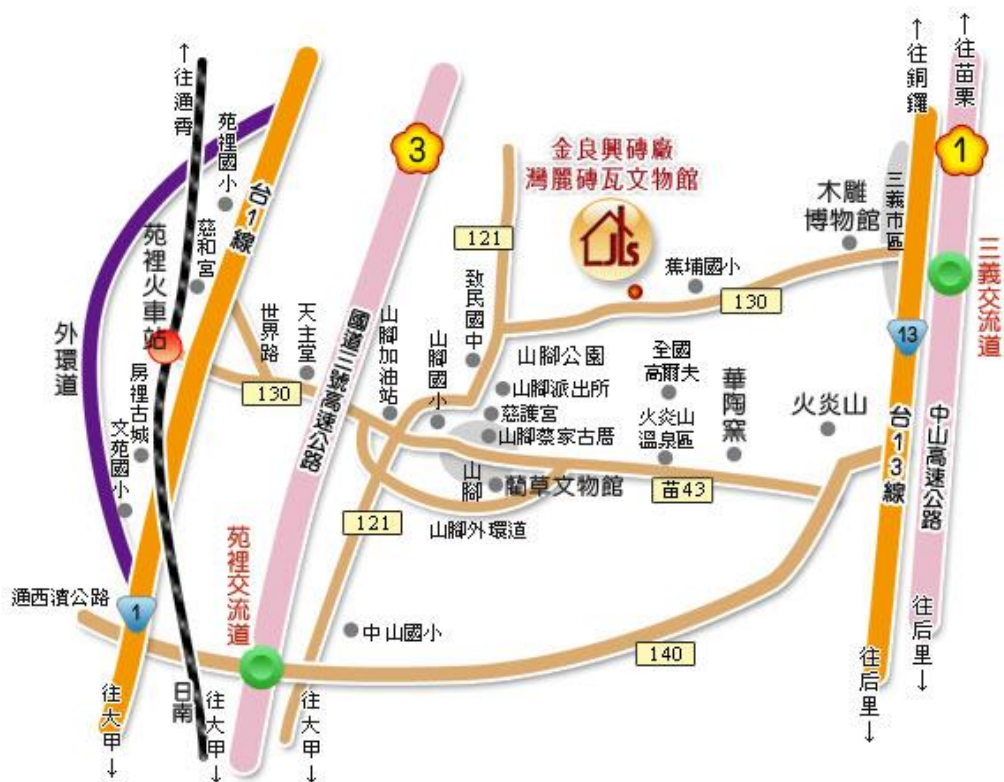 ↑往通霄
苑裡國小
慈和宮
苑裡火車站
外環道
房裡古城
文苑國小
通西濱公路
1
往大甲↓
日南
往大甲↓
台1線
世界路
130
天主堂
3
國道三號高速公路
苑裡交流道
往大甲↓
山腳加油站
山腳國小
121
致民國中
121
金良興磚廠
灣麗磚瓦文物館
蕉埔國小
130
山腳公園
山腳派出所
慈護宮
山腳蔡家古厝
山腳
藺草文物館
山腳外環道
全國
高爾夫
火炎山
溫泉區
華陶窯
苗43
火炎山
中山國小
140
木雕
博物館
三義市區
↑往銅鑼
13
台13線
往后里↓
↑往苗栗
1
三義交流道
中山高速公路
往后里↓